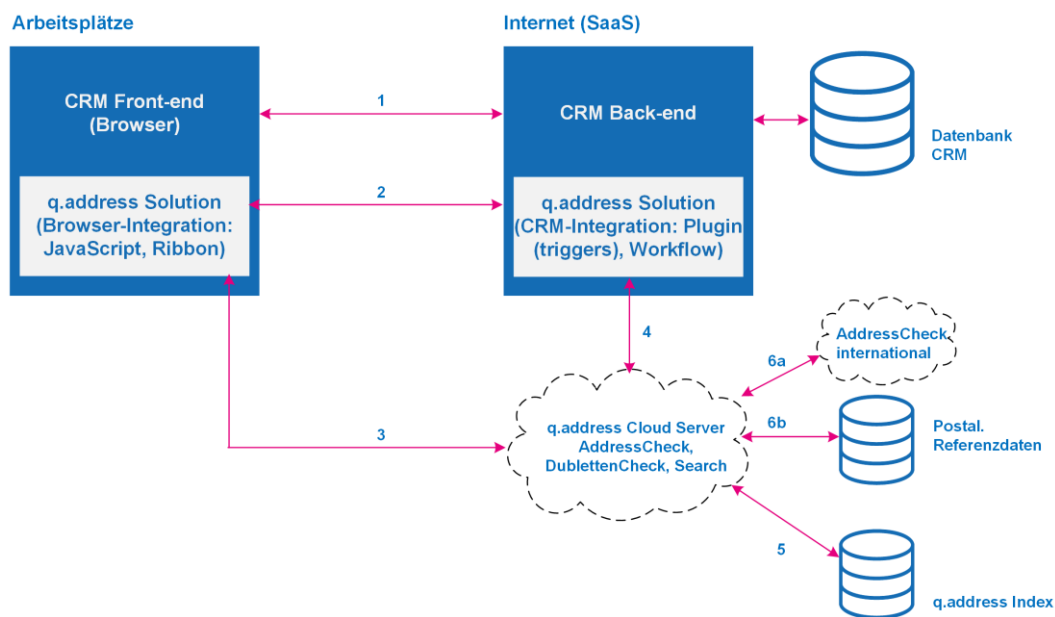 Arbeitsplätze
Internet (SaaS)
CRM Front-end
(Browser)
1
CRM Back-end
Datenbank
CRM
q.address Solution
(Browser-Integration:
JavaScript, Ribbon)
2
q.address Solution
(CRM-Integration: Plugin
(triggers), Workflow)
4
6a
AddressCheck
international
3
q.address Cloud Server
AddressCheck,
DublettenCheck, Search
6b
Postal.
Referenzdaten
5
q.address Index